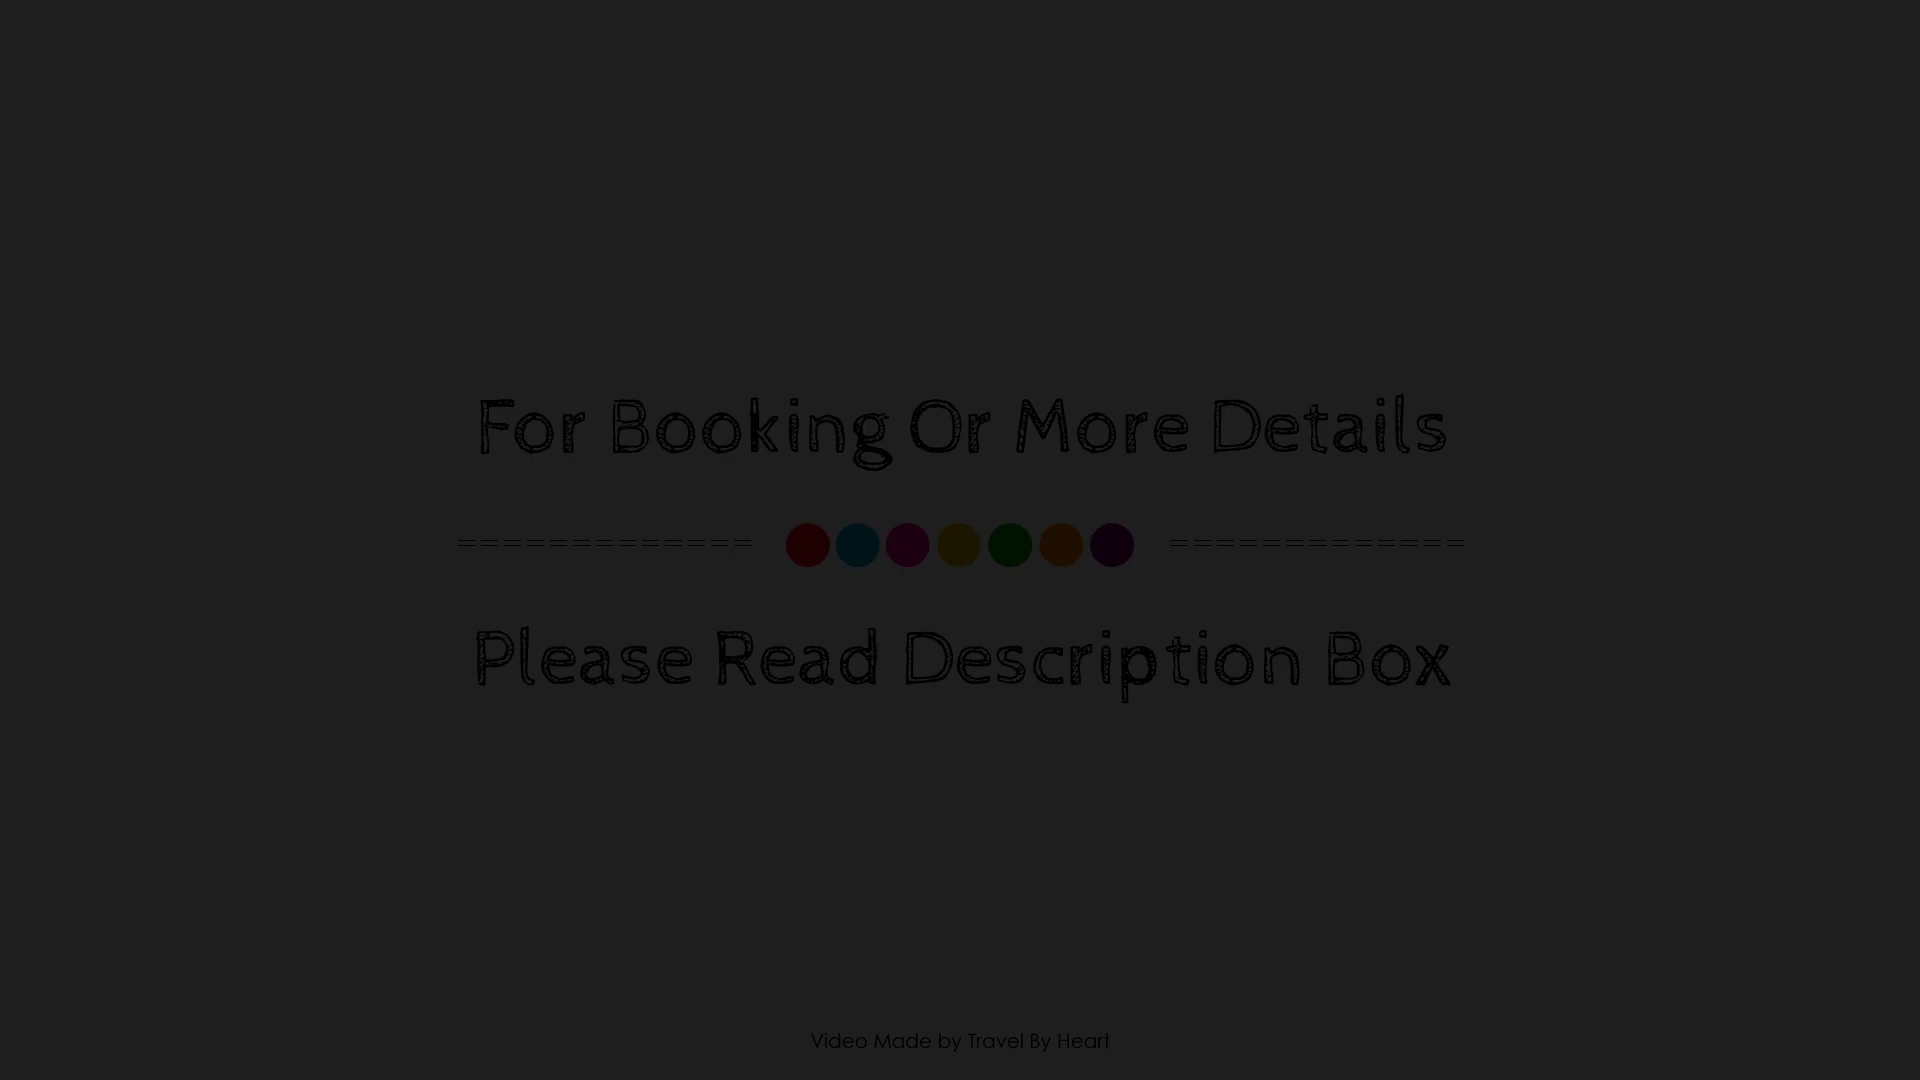 For Booking Or More Details
============= =============
Please Read Description Box
Video Made by Travel By Heart